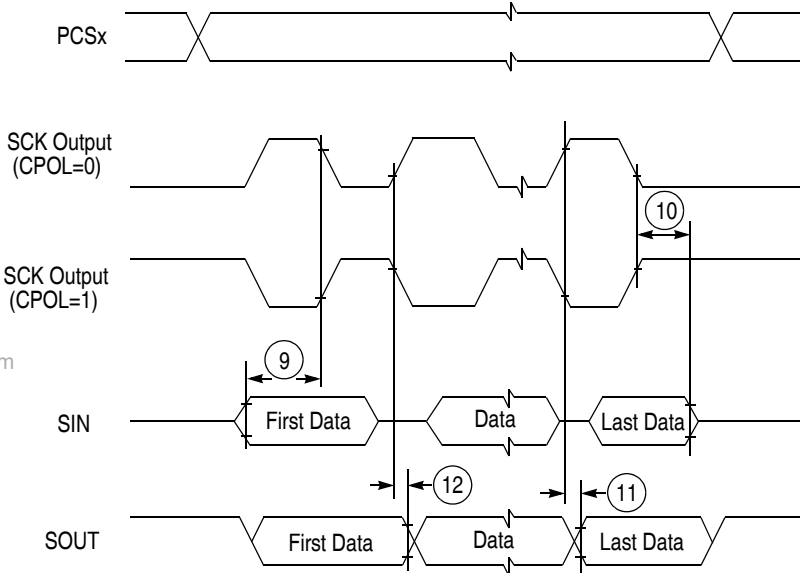 PCSx
SCK Output
(CPOL=0)
10
SCK Output
(CPOL=1)
m
9
SIN
First Data
Data
Last Data
12
11
SOUT
First Data
Data
Last Data